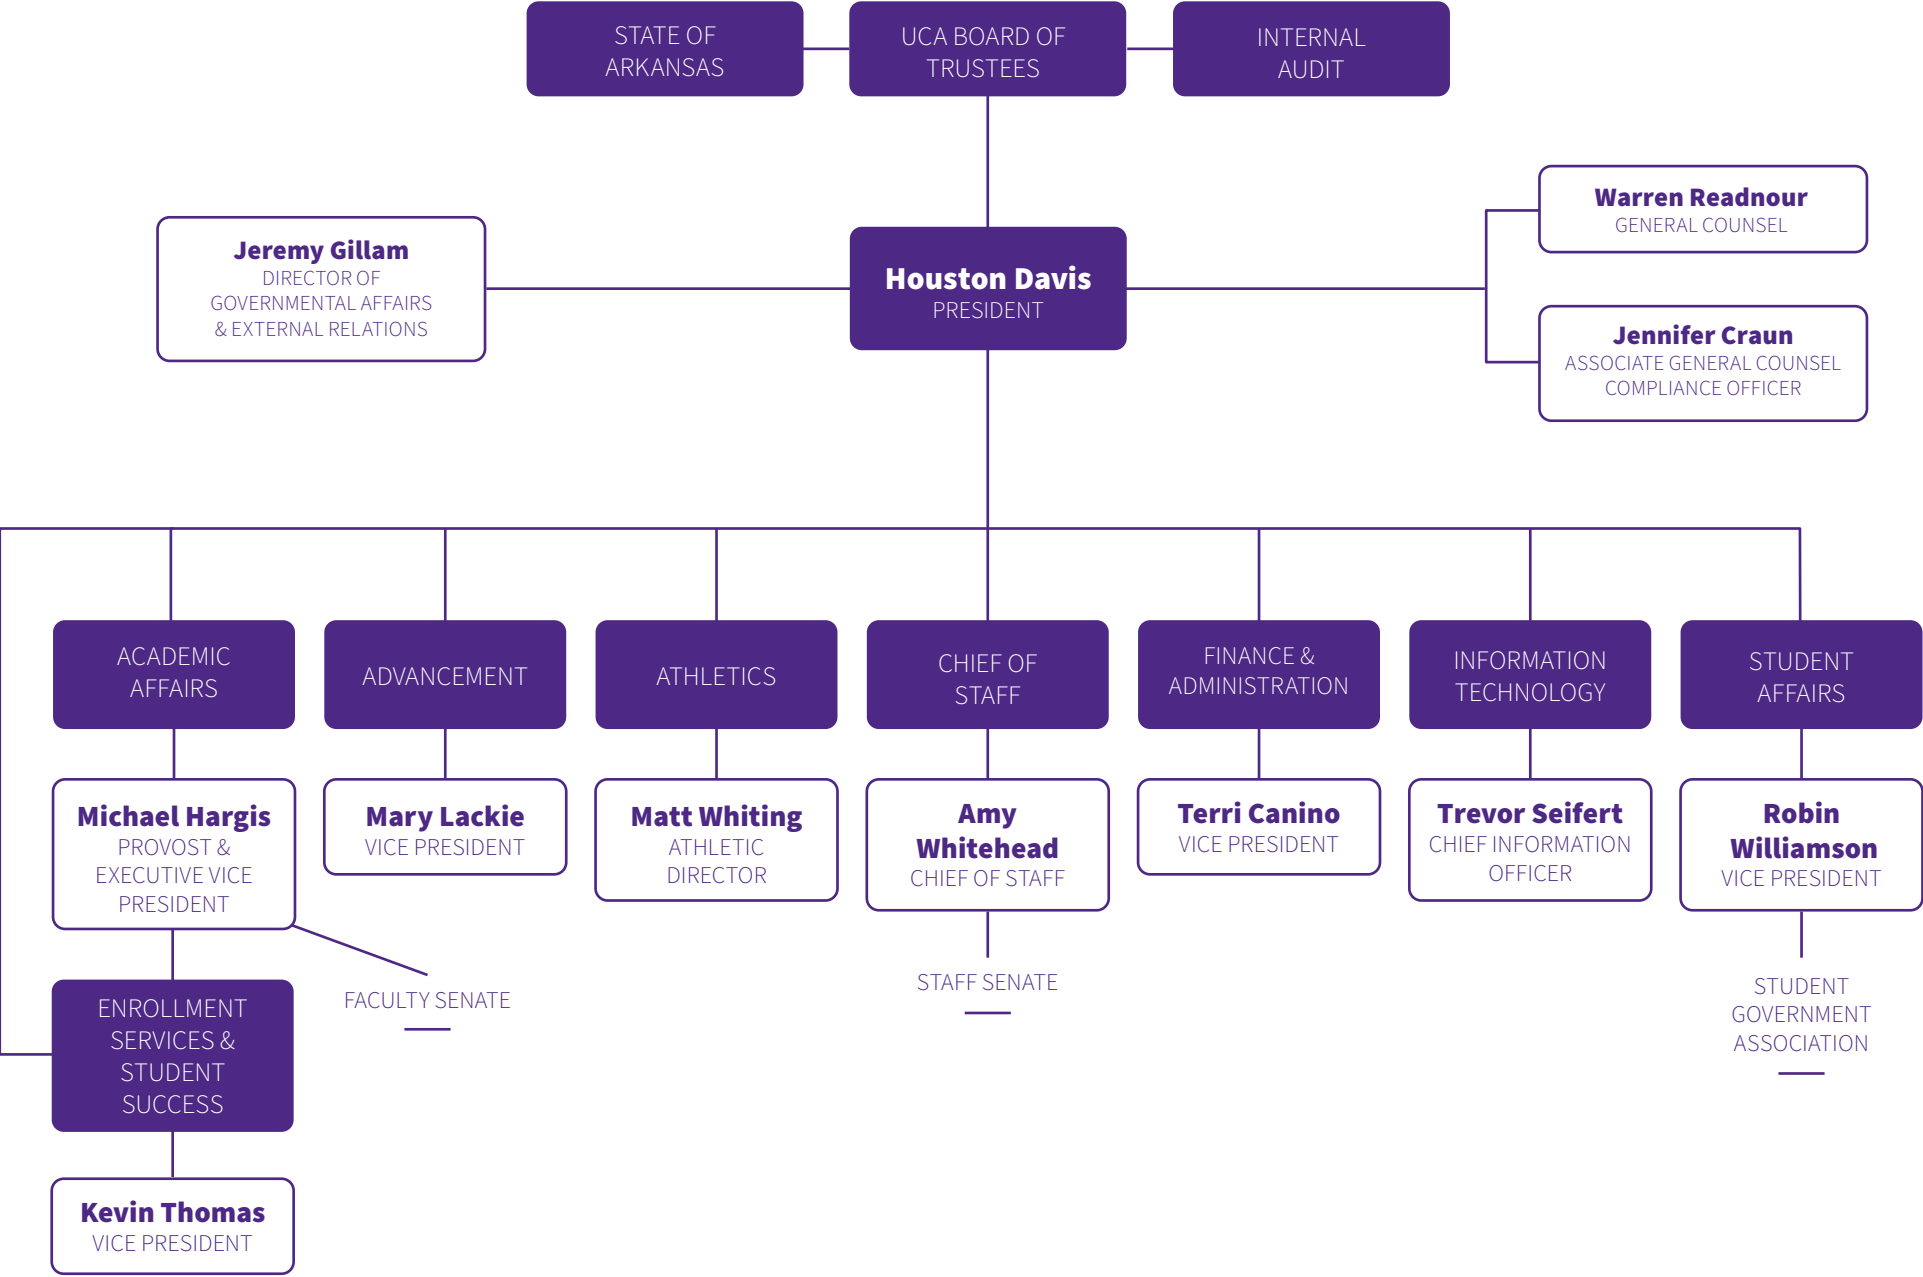 STATE OF
ARKANSAS
UCA BOARD OF
TRUSTEES
INTERNAL
AUDIT
Jeremy Gillam
DIRECTOR OF
GOVERNMENTAL AFFAIRS
& EXTERNAL RELATIONS
Houston Davis
PRESIDENT
Warren Readnour
GENERAL COUNSEL
Jennifer Craun
ASSOCIATE GENERAL COUNSEL
COMPLIANCE OFFICER
ACADEMIC
AFFAIRS
ADVANCEMENT
ATHLETICS
CHIEF OF
STAFF
FINANCE &
ADMINISTRATION
INFORMATION
TECHNOLOGY
STUDENT
AFFAIRS
Michael Hargis
PROVOST &
EXECUTIVE VICE
PRESIDENT
Mary Lackie
VICE PRESIDENT
Matt Whiting
ATHLETIC
DIRECTOR
Amy
Whitehead
CHIEF OF STAFF
Terri Canino
VICE PRESIDENT
Trevor Seifert
CHIEF INFORMATION
OFFICER
Robin
Williamson
VICE PRESIDENT
FACULTY SENATE
STAFF SENATE
STUDENT
GOVERNMENT
ASSOCIATION
ENROLLMENT
SERVICES &
STUDENT
SUCCESS
Kevin Thomas
VICE PRESIDENT